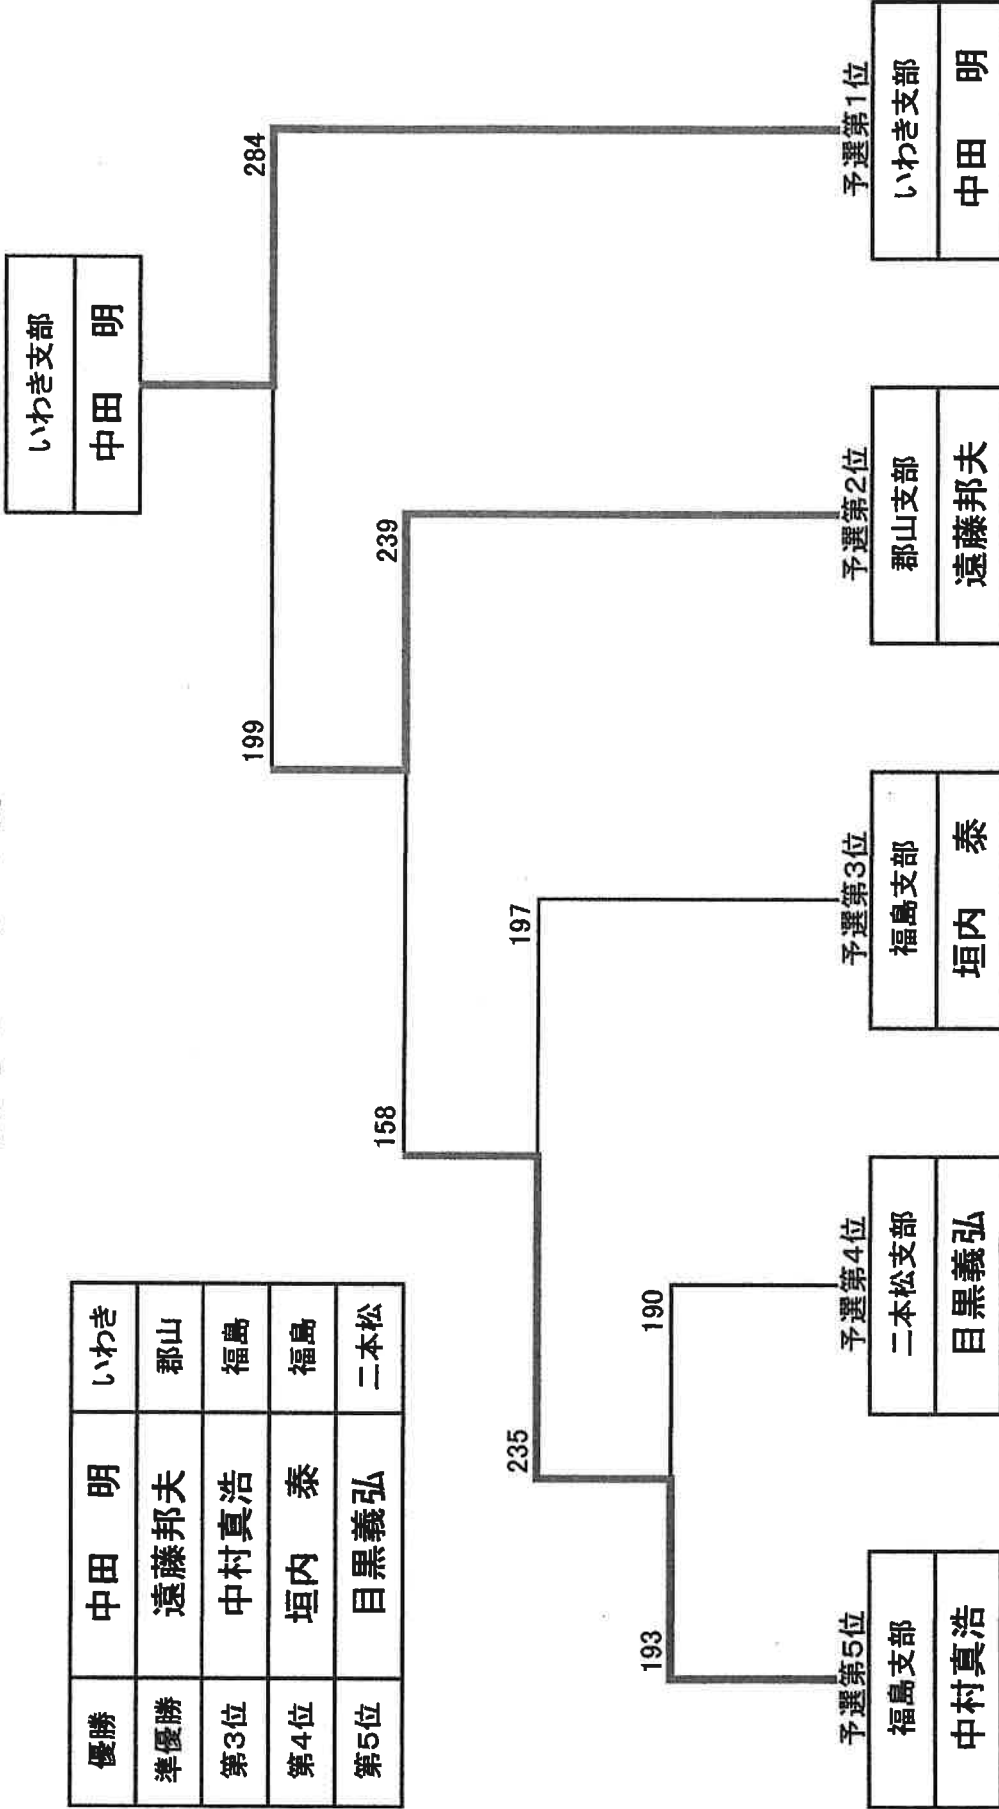 いわき支部
中田　明
優勝 中田　明 いわき
準優勝 遠藤邦夫 郡山
第3位 中村真浩 福島
第4位 垣内　泰 福島
第5位 目黒義弘 二本松
284
199
239
158
197
235
190
193
予選第5位 予選第4位 予選第3位 予選第2位 予選第1位
福島支部 二本松支部 福島支部 郡山支部 いわき支部
中村真浩 目黒義弘 垣内　泰 遠藤邦夫 中田　明